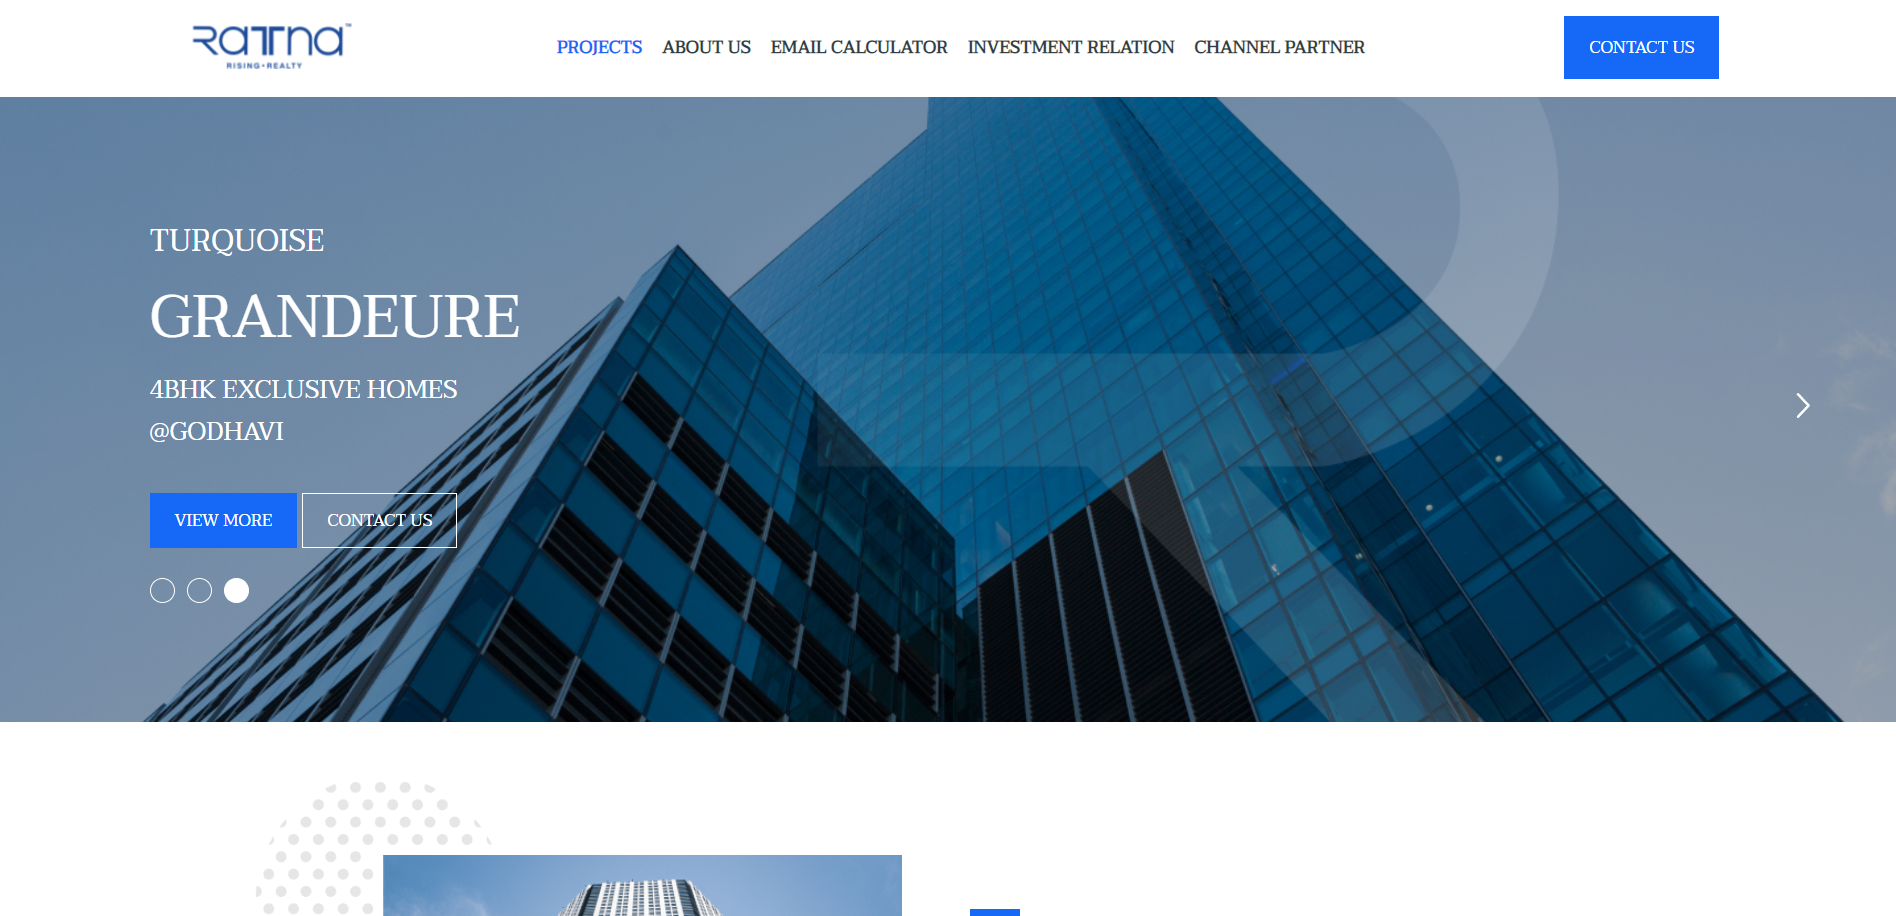 Rattna™
RISING • REALTY
PROJECTS ABOUT US EMAIL CALCULATOR INVESTMENT RELATION CHANNEL PARTNER
CONTACT US
TURQUOISE
GRANDEURE
4BHK EXCLUSIVE HOMES
@GODHAVI
VIEW MORE CONTACT US